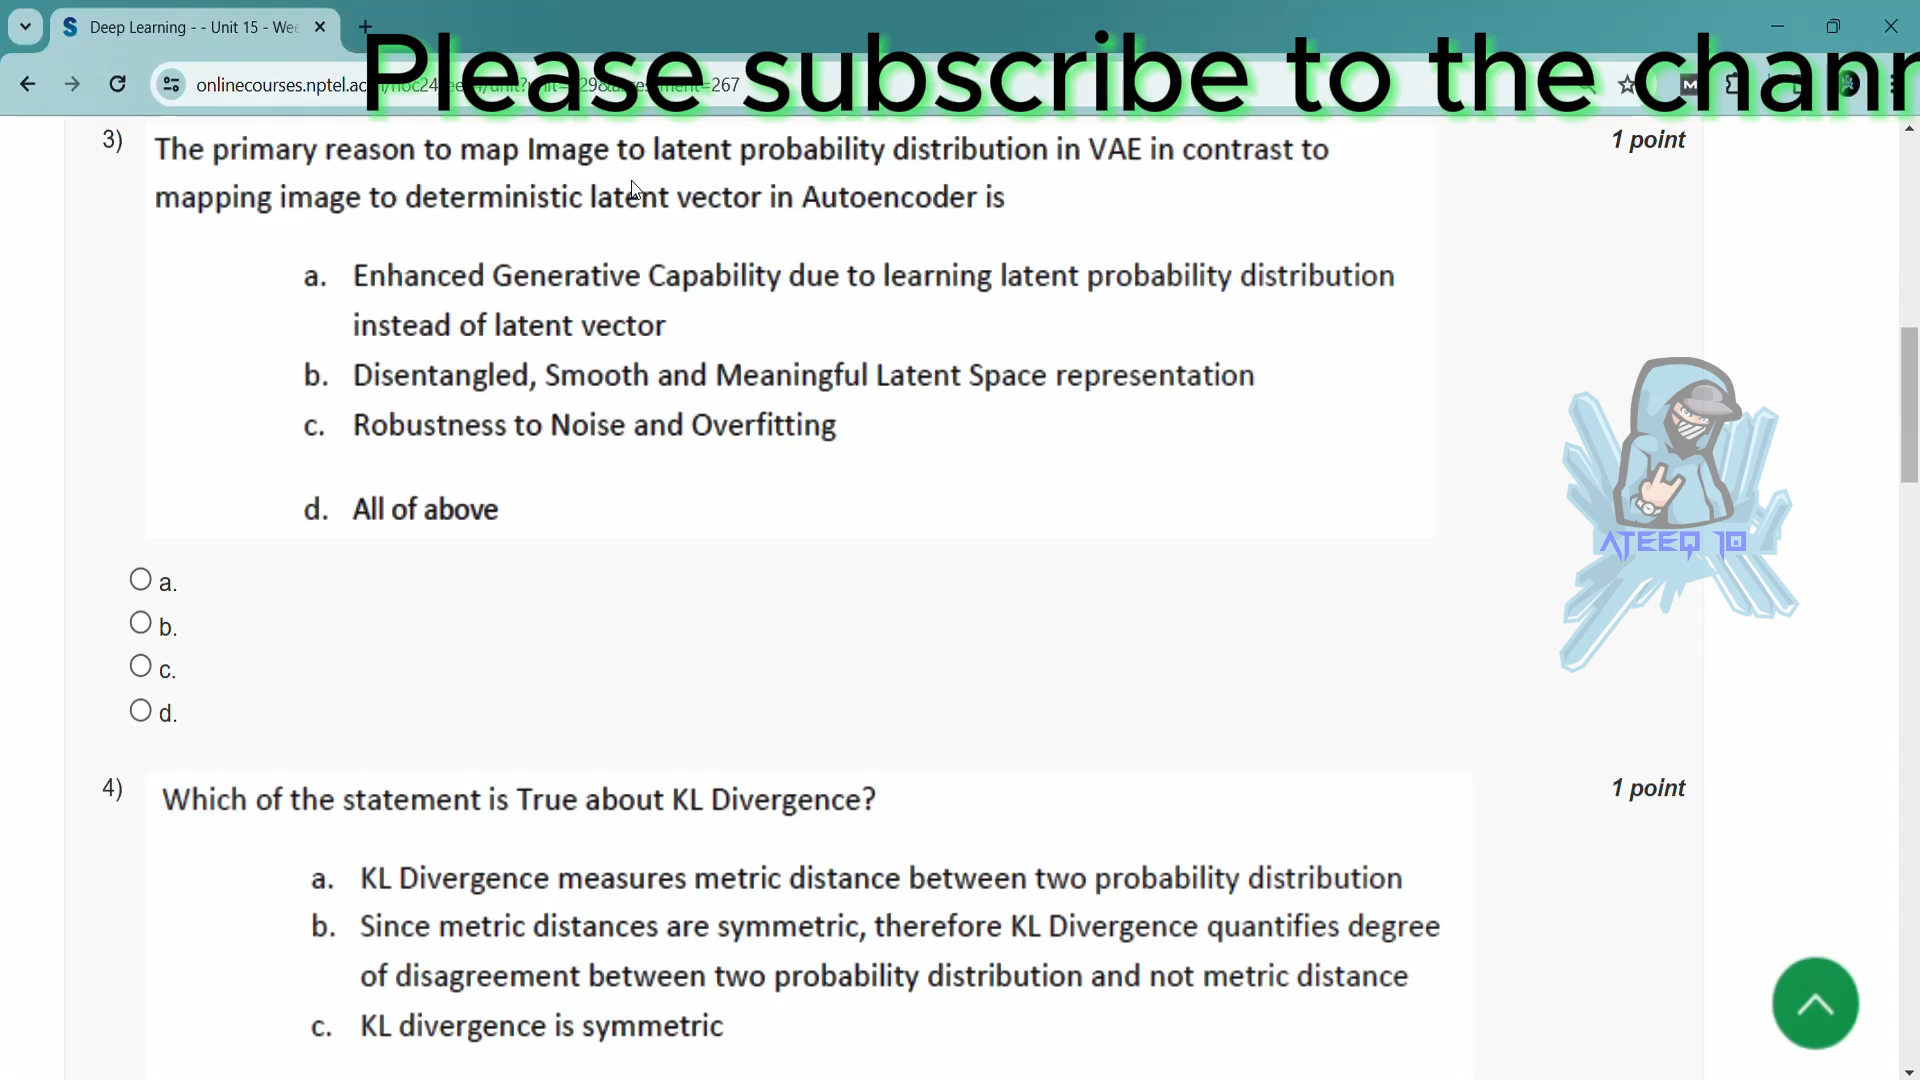 Deep Learning - - Unit 15 - Wee
Please subscribe to the chann
onlinecourses.nptel.ac
=267
3)
The primary reason to map Image to latent probability distribution in VAE in contrast to
mapping image to deterministic latent vector in Autoencoder is
1 point
a. Enhanced Generative Capability due to learning latent probability distribution
instead of latent vector
b. Disentangled, Smooth and Meaningful Latent Space representation
c. Robustness to Noise and Overfitting
d. All of above
ATEEQ 10
a.
b.
c.
d.
4)
Which of the statement is True about KL Divergence?
1 point
a. KL Divergence measures metric distance between two probability distribution
b. Since metric distances are symmetric, therefore KL Divergence quantifies degree
of disagreement between two probability distribution and not metric distance
c. KL divergence is symmetric